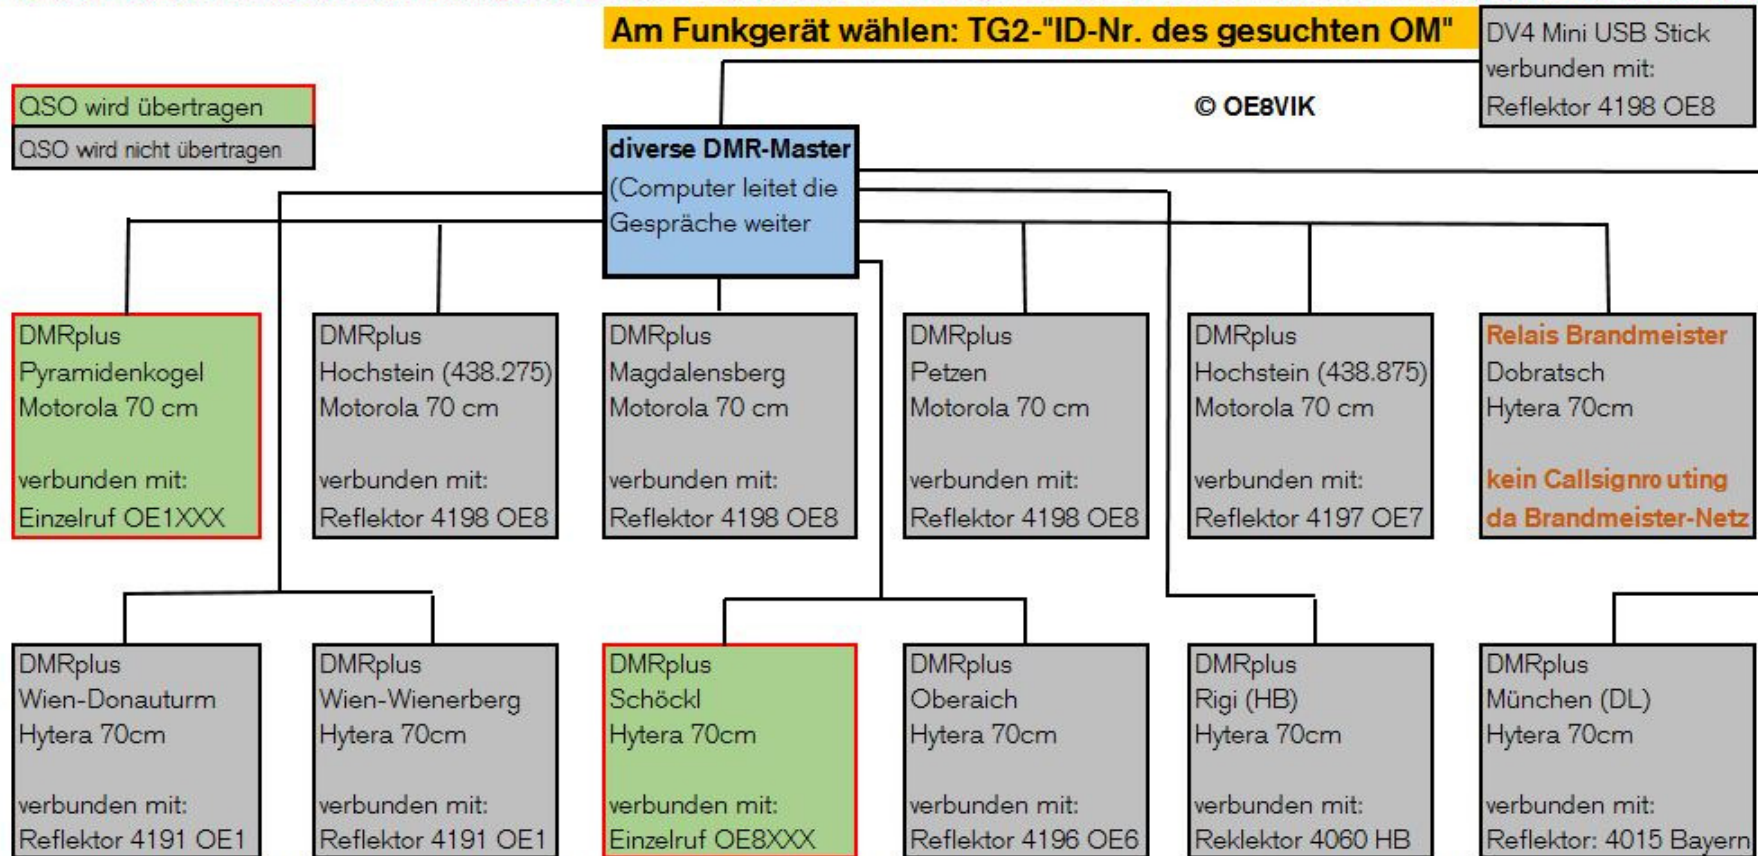 Am Funkgerät wählen: TG2-"ID-Nr. des gesuchten OM"
DV4 Mini USB Stick
verbunden mit:
Reflektor 4198 OE8
QSO wird übertragen
QSO wird nicht übertragen
© OE8VIK
diverse DMR-Master
(Computer leitet die
Gespräche weiter
DMRplus
Pyramidenkogel
Motorola 70 cm
verbunden mit:
Einzelruf OE1XXX
DMRplus
Hochstein (438.275)
Motorola 70 cm
verbunden mit:
Reflektor 4198 OE8
DMRplus
Magdalensberg
Motorola 70 cm
verbunden mit:
Reflektor 4198 OE8
DMRplus
Petzen
Motorola 70 cm
verbunden mit:
Reflektor 4198 OE8
DMRplus
Hochstein (438.875)
Motorola 70 cm
verbunden mit:
Reflektor 4197 OE7
Relais Brandmeister
Dobratsch
Hytera 70cm
kein Callsignrouting
da Brandmeister-Netz
DMRplus
Wien-Donauturm
Hytera 70cm
verbunden mit:
Reflektor 4191 OE1
DMRplus
Wien-Wienerberg
Hytera 70cm
verbunden mit:
Reflektor 4191 OE1
DMRplus
Schöckl
Hytera 70cm
verbunden mit:
Einzelruf OE8XXX
DMRplus
Oberaich
Hytera 70cm
verbunden mit:
Reflektor 4196 OE6
DMRplus
Rigi (HB)
Hytera 70cm
verbunden mit:
Reklektor 4060 HB
DMRplus
München (DL)
Hytera 70cm
verbunden mit:
Reflektor: 4015 Bayern